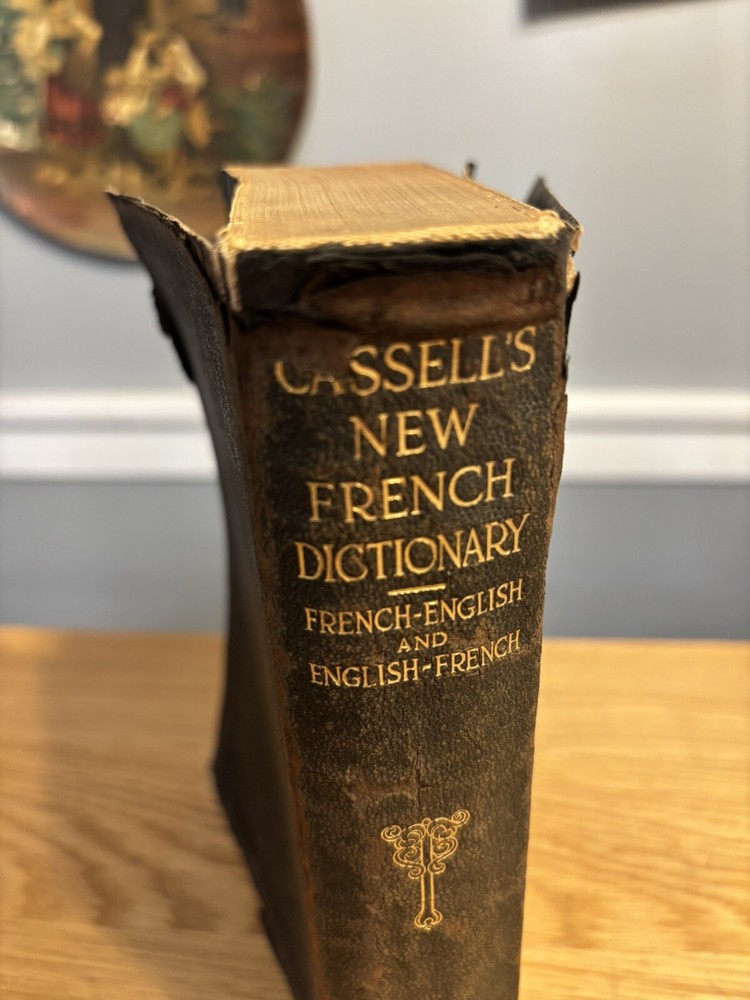 CASSELL'S
NEW
FRENCH
DICTIONARY
FRENCH-ENGLISH
AND
ENGLISH-FRENCH